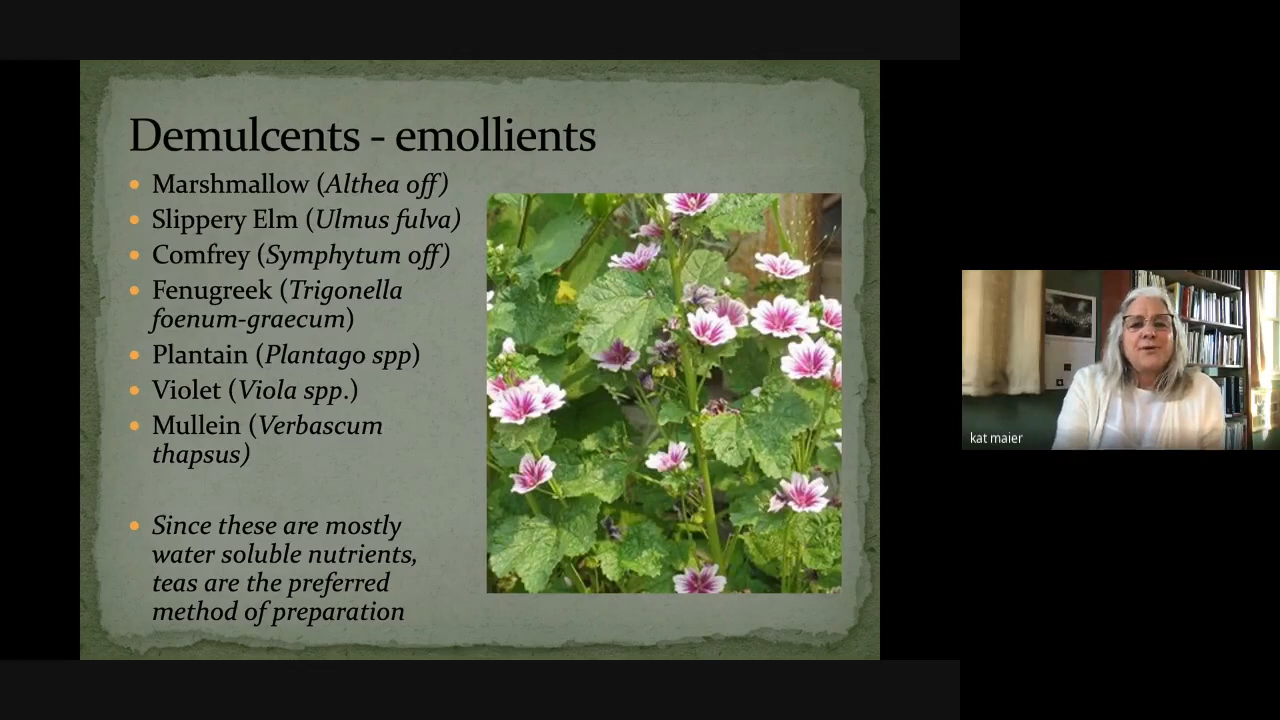 Demulcents - emollients
Marshmallow (Althea off)
Slippery Elm (Ulmus fulva)
Comfrey (Symphytum off)
Fenugreek (Trigonella
foenum-graecum)
Plantain (Plantago spp)
Violet (Viola spp.)
Mullein (Verbascum
thapsus)
Since these are mostly
water soluble nutrients,
teas are the preferred
method of preparation
kat maier